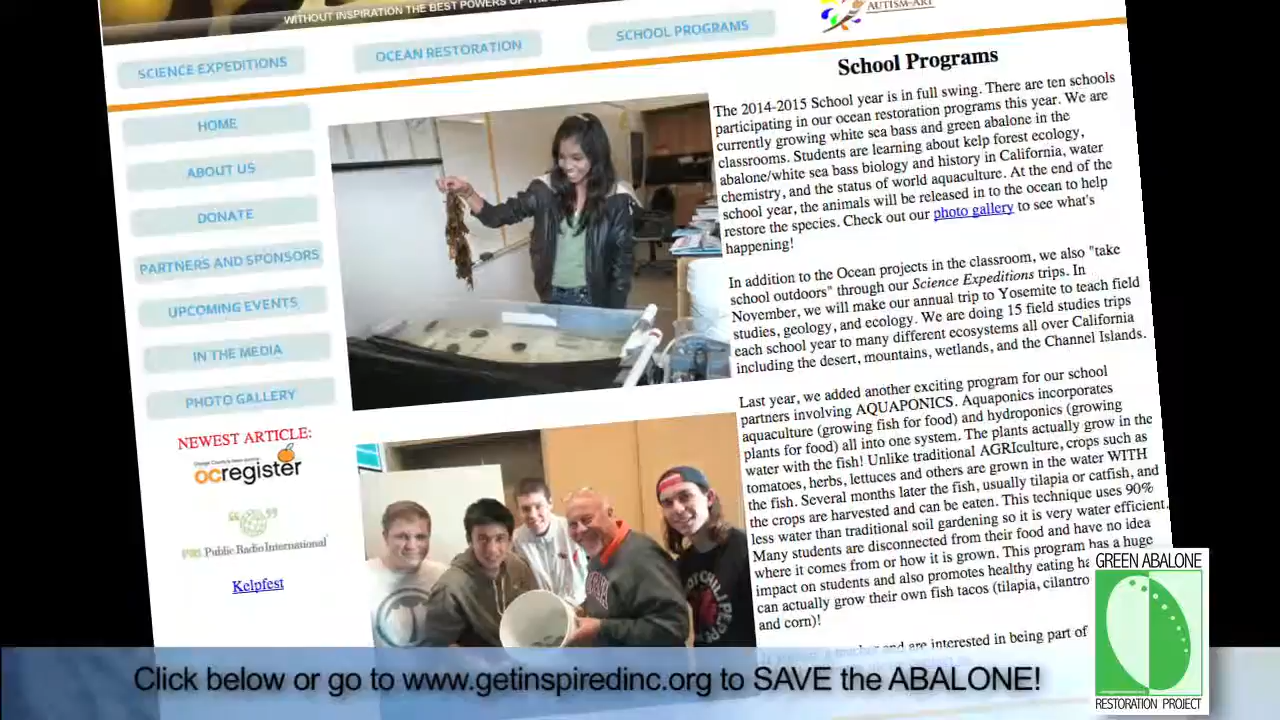 WITHOUT INSPIRATION THE BEST POWERS OF THE
AUTISM-ART
SCIENCE EXPEDITIONS
OCEAN RESTORATION
SCHOOL PROGRAMS
HOME
ABOUT US
DONATE
PARTNERS AND SPONSORS
UPCOMING EVENTS
IN THE MEDIA
PHOTO GALLERY
NEWEST ARTICLE:
ocregister
PRI Public Radio International
Kelpfest
School Programs
The 2014-2015 School year is in full swing. There are ten schools
participating in our ocean restoration programs this year. We are
currently growing white sea bass and green abalone in the
classrooms. Students are learning about kelp forest ecology,
abalone/white sea bass biology and history in California, water
chemistry, and the status of world aquaculture. At the end of the
school year, the animals will be released in to the ocean to help
restore the species. Check out our photo gallery to see what's
happening!
In addition to the Ocean projects in the classroom, we also "take
school outdoors" through our Science Expeditions trips. In
November, we will make our annual trip to Yosemite to teach field
studies, geology, and ecology. We are doing 15 field studies trips
each school year to many different ecosystems all over California
including the desert, mountains, wetlands, and the Channel Islands.
Last year, we added another exciting program for our school
partners involving AQUAPONICS. Aquaponics incorporates
aquaculture (growing fish for food) and hydroponics (growing
plants for food) all into one system. The plants actually grow in the
water with the fish! Unlike traditional AGRIculture, crops such as
tomatoes, herbs, lettuces and others are grown in the water WITH
the fish. Several months later the fish, usually tilapia or catfish, and
the crops are harvested and can be eaten. This technique uses 90%
less water than traditional soil gardening so it is very water efficient.
Many students are disconnected from their food and have no idea
where it comes from or how it is grown. This program has a huge
impact on students and also promotes healthy eating ha
can actually grow their own fish tacos (tilapia, cilantro
and corn)!
and are interested in being part of
GREEN ABALONE
RESTORATION PROJECT
Click below or go to www.getinspiredinc.org to SAVE the ABALONE!